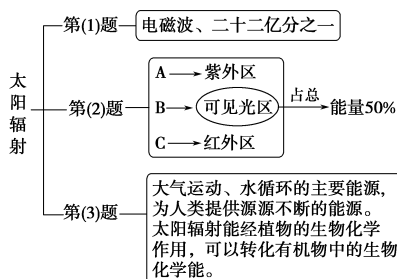 第(1)题
电磁波、二十二亿分之一
太阳辐射
第(2)题
A
紫外区
B
可见光区
占总
能量50%
C
红外区
第(3)题
大气运动、水循环的主要能源，
为人类提供源源不断的能源。
太阳辐射能经植物的生物化学
作用，可以转化有机物中的生物
化学能。